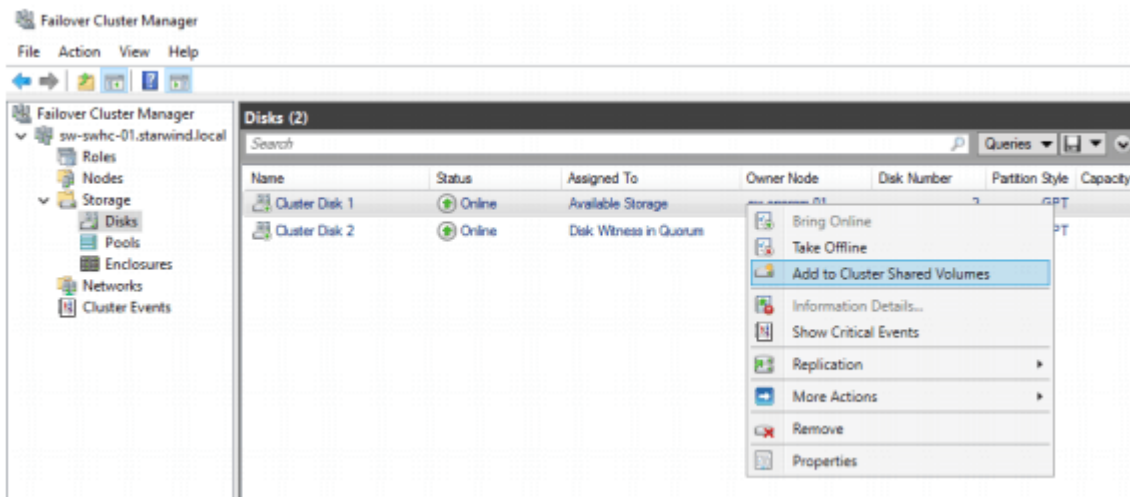 Failover Cluster Manager
File Action View Help
Failover Cluster Manager
sw-swhc-01.starwind.local
Roles
Nodes
Storage
Disks
Pools
Enclosures
Networks
Cluster Events
Disks (2)
Search Queries
Name Status Assigned To Owner Node Disk Number Partition Style Capacity
Cluster Disk 1 Online Available Storage GPT
Cluster Disk 2 Online Disk Witness in Quorum
Bring Online
Take Offline
Add to Cluster Shared Volumes
Information Details...
Show Critical Events
Replication
More Actions
Remove
Properties